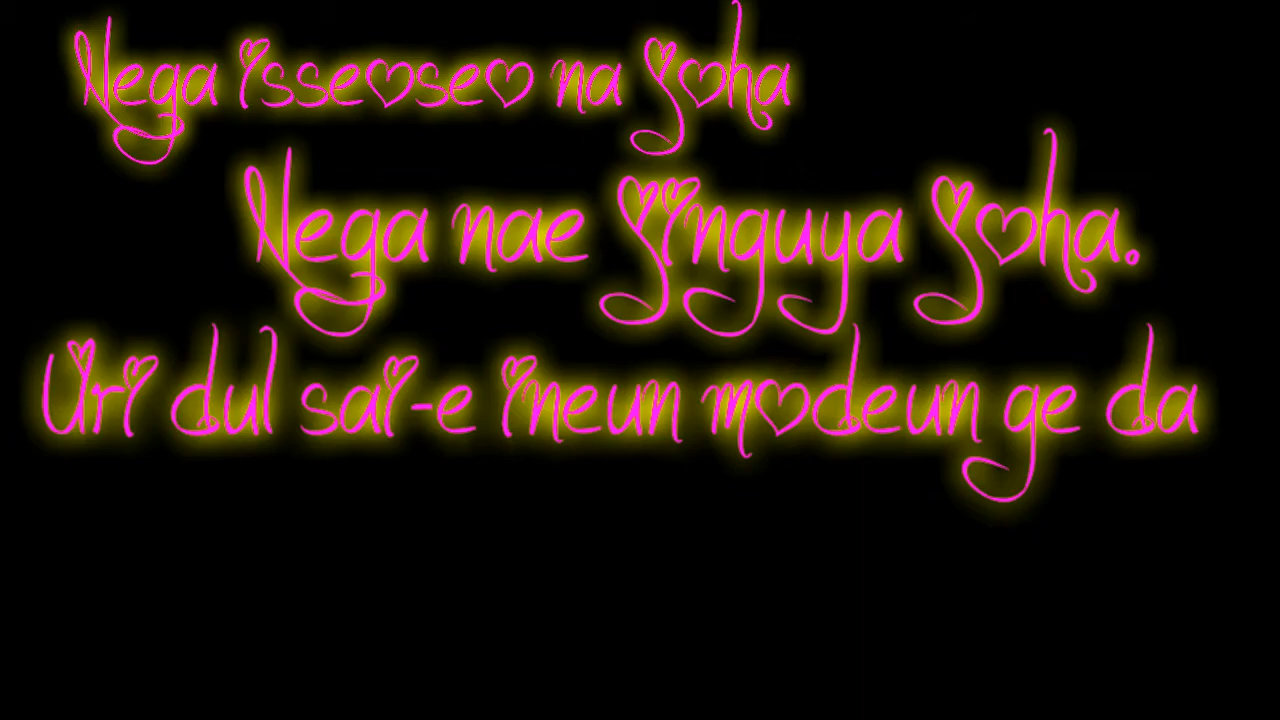 Nega isseoseo na joha
Nega nae jinguya joha.
Uri dul sai-e ineun modeun ge da